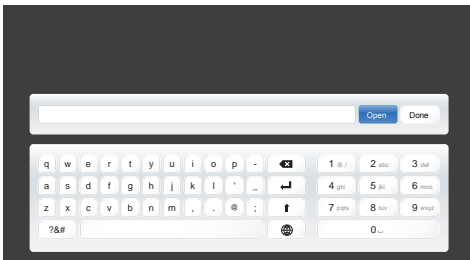 Open Done
q w e r t y u i o p - 1 @./ 2 abc 3 def
a s d f g h j k l ' _ 4 ghi 5 jkl 6 mno
z x c v b n m , . @ ; 7 pqrs 8 tuv 9 wxyz
?&# 0